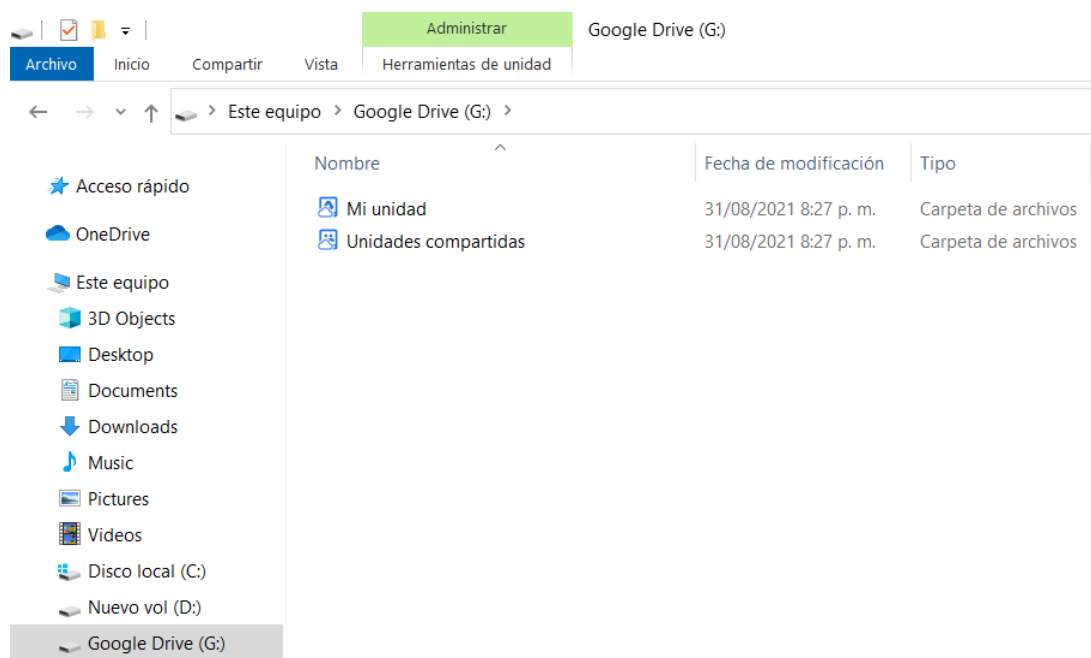 Administrar
Google Drive (G:)
Archivo
Inicio
Compartir
Vista
Herramientas de unidad
Este equipo
Google Drive (G:)
Nombre
Fecha de modificación
Tipo
Acceso rápido
OneDrive
Este equipo
3D Objects
Desktop
Documents
Downloads
Music
Pictures
Videos
Disco local (C:)
Nuevo vol (D:)
Google Drive (G:)
Mi unidad
31/08/2021 8:27 p. m.
Carpeta de archivos
Unidades compartidas
31/08/2021 8:27 p. m.
Carpeta de archivos